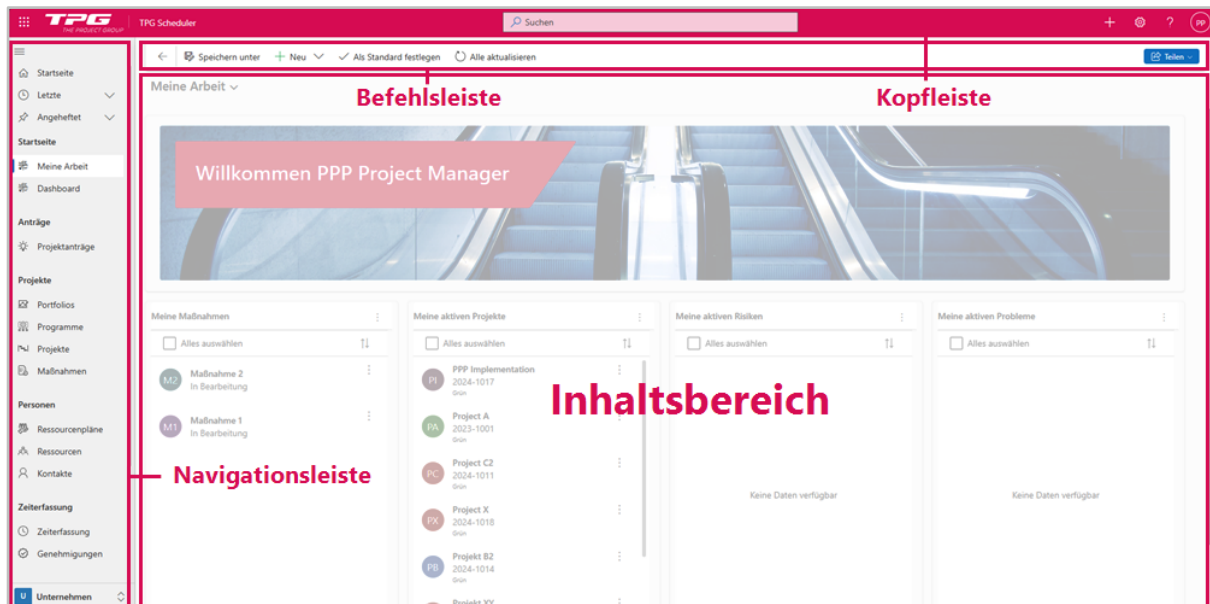 TPG
THE PROJECT GROUP
TPG Scheduler
Suchen
PP
Speichern unter
Neu
Als Standard festlegen
Alle aktualisieren
Teilen
Befehlsleiste
Kopfleiste
Startseite
Letzte
Angeheftet
Startseite
Meine Arbeit
Dashboard
Anträge
Projektanträge
Projekte
Portfolios
Programme
Projekte
Maßnahmen
Personen
Ressourcenpläne
Ressourcen
Kontakte
Zeiterfassung
Zeiterfassung
Genehmigungen
U Unternehmen
Navigationsleiste
Meine Arbeit
Willkommen PPP Project Manager
Inhaltsbereich
Meine Maßnahmen
Alles auswählen
M2 Maßnahme 2
In Bearbeitung
M1 Maßnahme 1
In Bearbeitung
Meine aktiven Projekte
Alles auswählen
PI PPP Implementation
2024-1017
Grün
PA Project A
2023-1001
Grün
PC Project C2
2024-1011
Grün
PX Project X
2024-1018
Grün
PB Projekt B2
2024-1014
Grün
Projekt XY
Meine aktiven Risiken
Alles auswählen
Keine Daten verfügbar
Meine aktiven Probleme
Alles auswählen
Keine Daten verfügbar